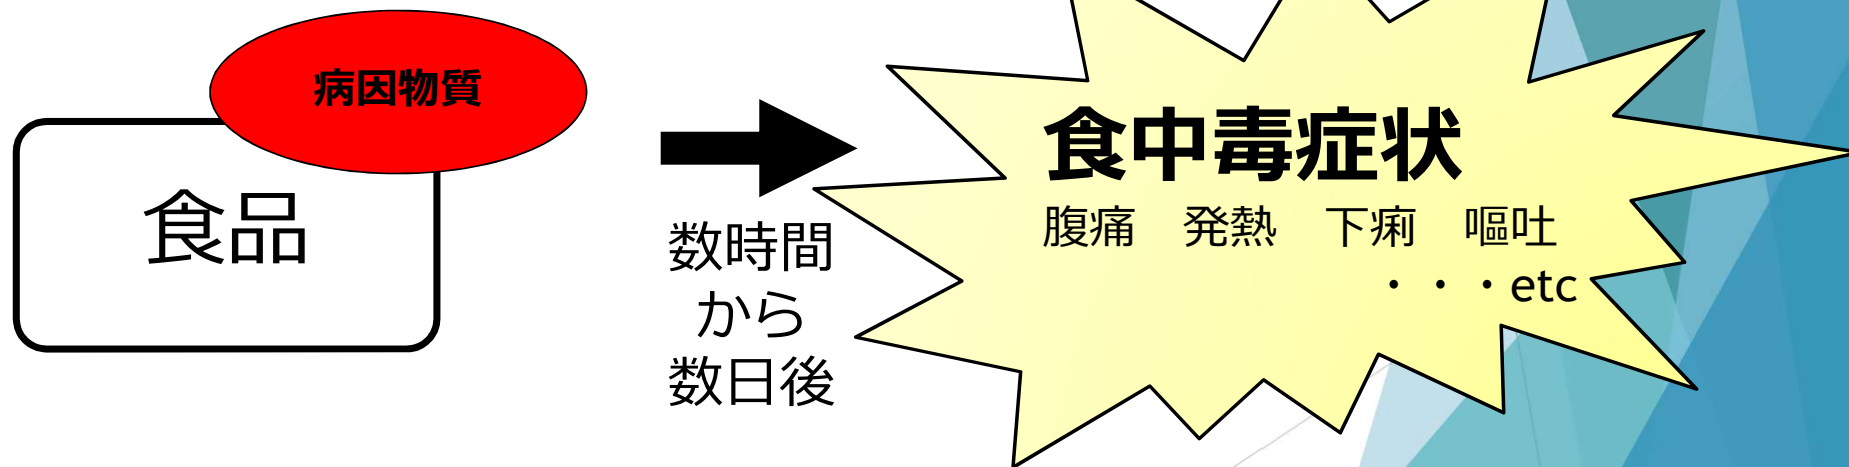 病因物質
食品
数時間
から
数日後
食中毒症状
腹痛　発熱　下痢　嘔吐
・・・etc